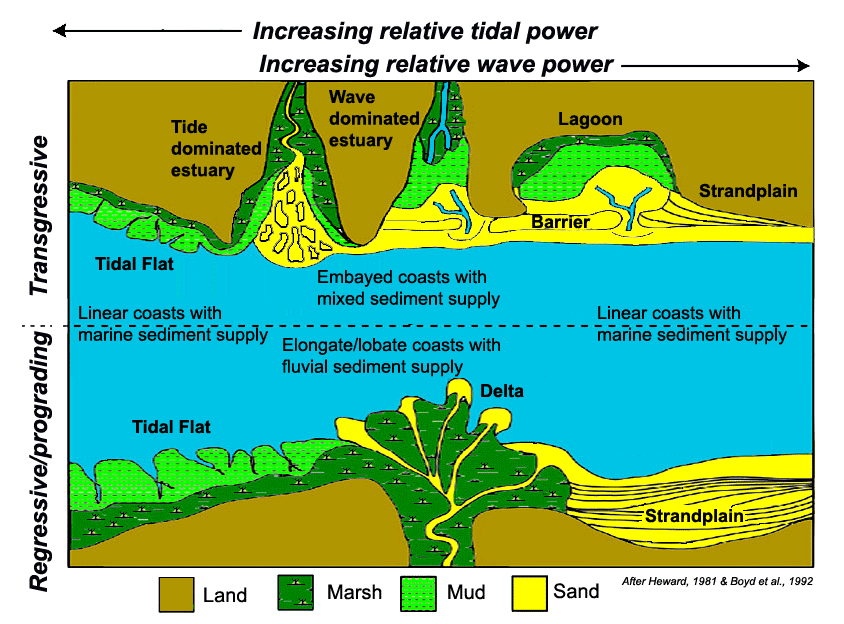 Increasing relative tidal power
Increasing relative wave power
Transgressive
Tide
dominated
estuary
Wave
dominated
estuary
Lagoon
Strandplain
Barrier
Tidal Flat
Embayed coasts with
mixed sediment supply
Linear coasts with
marine sediment supply
Linear coasts with
marine sediment supply
Regressive/prograding
Elongate/lobate coasts with
fluvial sediment supply
Delta
Tidal Flat
Strandplain
After Heward, 1981 & Boyd et al., 1992
Land
Marsh
Mud
Sand